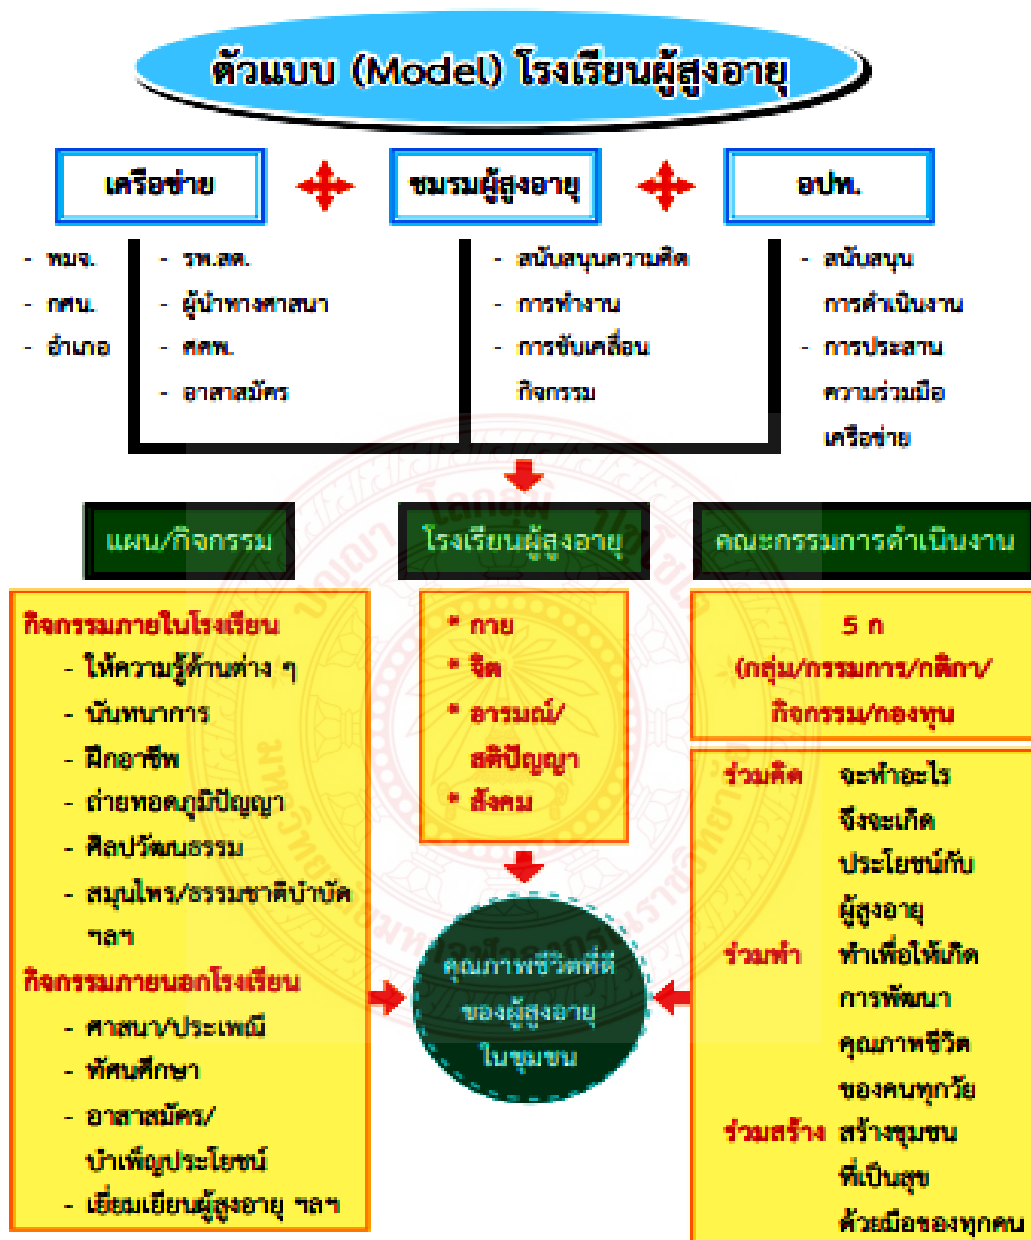 ตัวแบบ (Model) โรงเรียนผู้สูงอายุ
เครือข่าย
ชมรมผู้สูงอายุ
อปท.
- พมจ.
- กศน.
- อำเภอ
- รพ.สต.
- ผู้นำทางศาสนา
- ศศพ.
- อาสาสมัคร
- สนับสนุนความคิด
- การทำงาน
- การขับเคลื่อน
กิจกรรม
- สนับสนุน
การดำเนินงาน
- การประสาน
ความร่วมมือ
เครือข่าย
แผน/กิจกรรม
กิจกรรมภายในโรงเรียน
- ให้ความรู้ด้านต่าง ๆ
- นันทนาการ
- ฝึกอาชีพ
- ถ่ายทอดภูมิปัญญา
- ศิลปวัฒนธรรม
- สมุนไพร/ธรรมชาติบำบัด
ฯลฯ
กิจกรรมภายนอกโรงเรียน
- ศาสนา/ประเพณี
- ทัศนศึกษา
- อาสาสมัคร/
บำเพ็ญประโยชน์
- เยี่ยมเยียนผู้สูงอายุ ฯลฯ
โรงเรียนผู้สูงอายุ
* กาย
* จิต
* อารมณ์/
สติปัญญา
* สังคม
คุณภาพชีวิตที่ดี
ของผู้สูงอายุ
ในชุมชน
คณะกรรมการดำเนินงาน
5 ก
(กลุ่ม/กรรมการ/กติกา/
กิจกรรม/กองทุน
ร่วมคิด จะทำอะไร
จึงจะเกิด
ประโยชน์กับ
ผู้สูงอายุ
ร่วมทำ ทำเพื่อให้เกิด
การพัฒนา
คุณภาพชีวิต
ของคนทุกวัย
ร่วมสร้าง สร้างชุมชน
ที่เป็นสุข
ด้วยมือของทุกคน